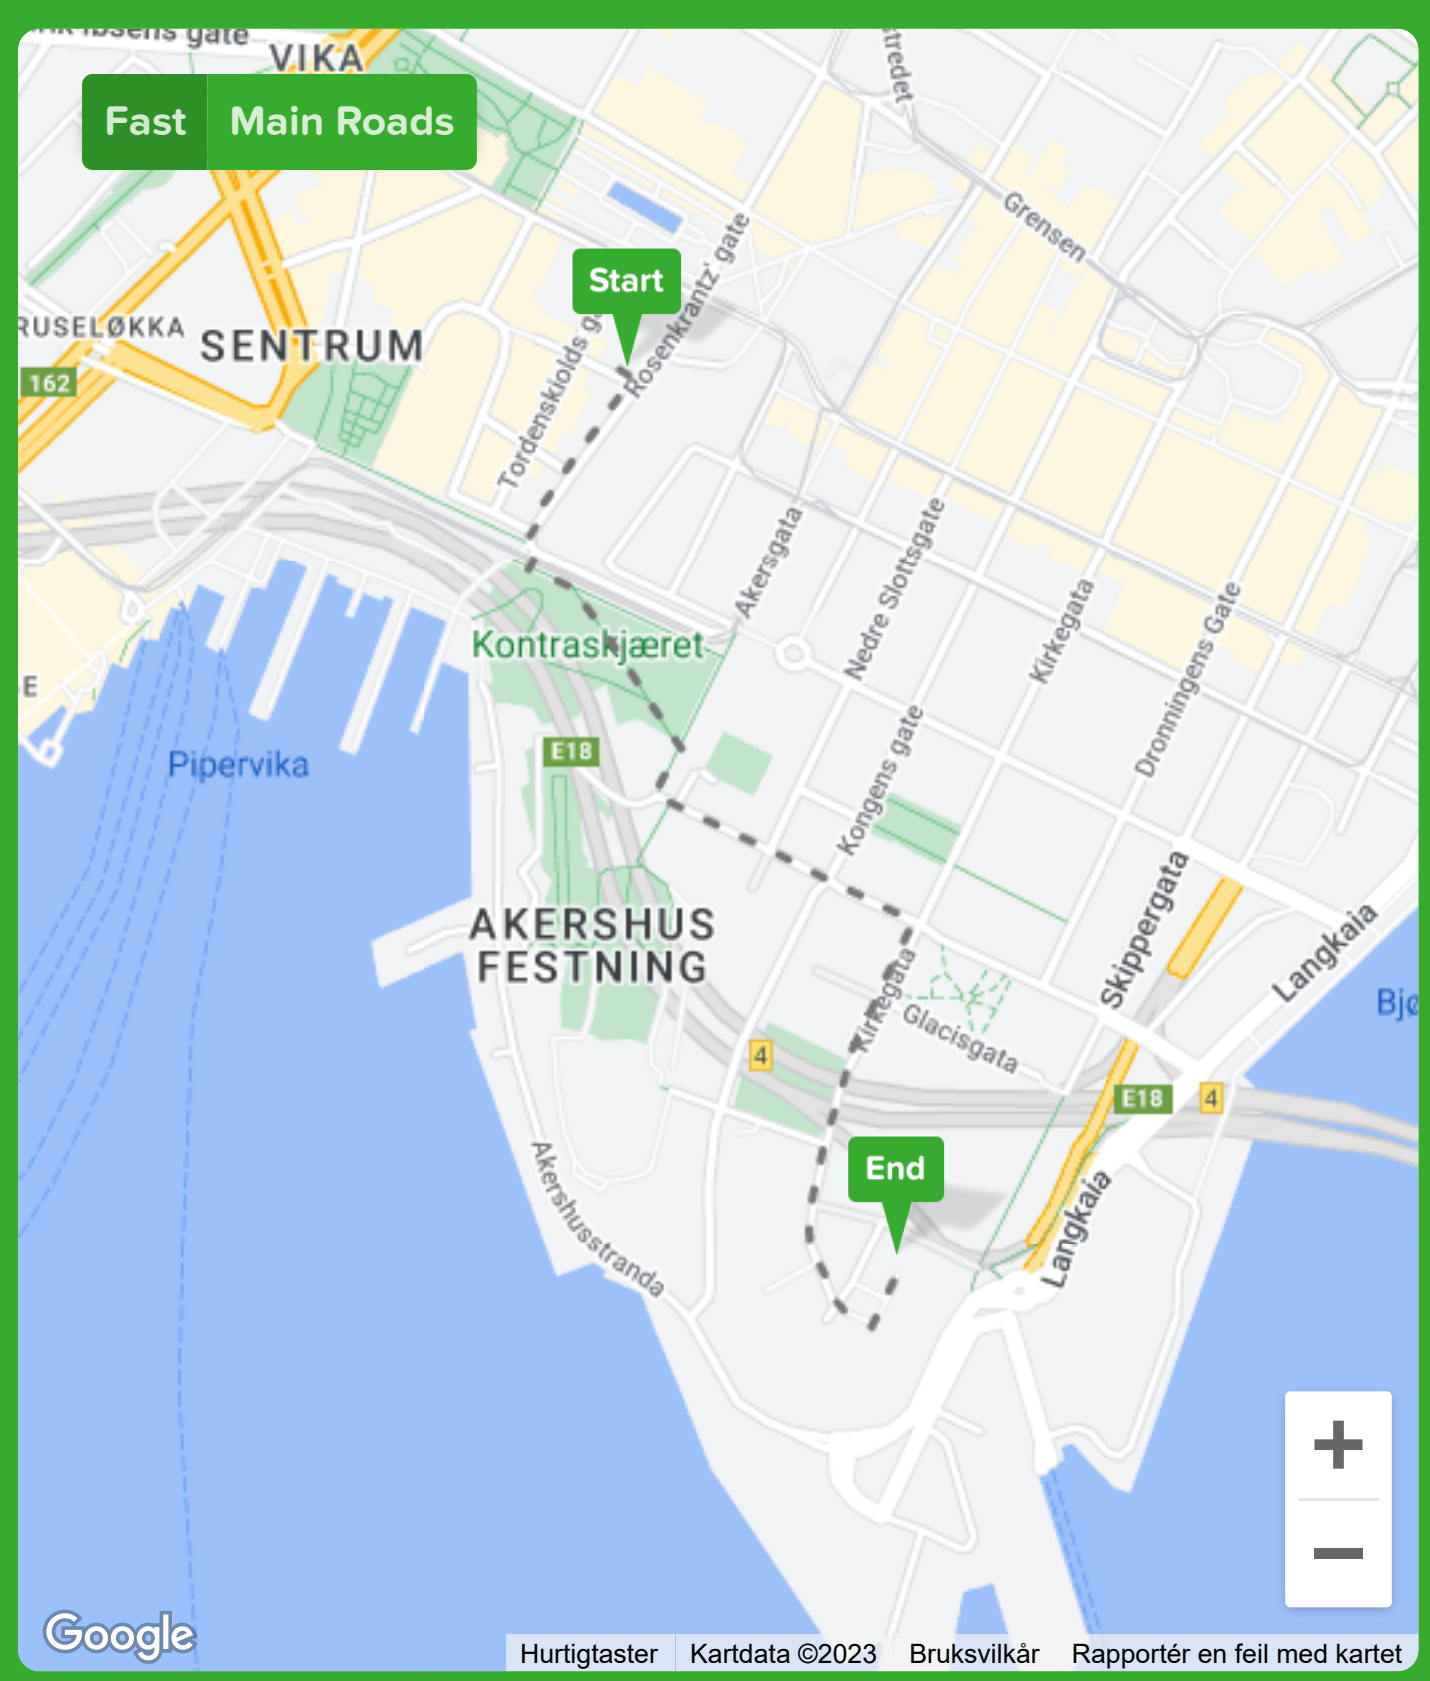 VIKA
Fast Main Roads
stredet
Grensen
Rosenkrantz' gate
Start
RUSELØKKA
SENTRUM
162
Tordenskiolds
Akersgata
Nedre Slottsgate
Kirkegata
Dronningens Gate
Kontraskjæret
E18
Pipervika
Kongens gate
Skippergata
Langkaia
AKERSHUS
FESTNING
Kirkegata
Glacisgata
4
E18
4
End
Akershusstranda
Langkaia
+
−
Google
Hurtigtaster
Kartdata ©2023
Bruksvilkår
Rapportér en feil med kartet